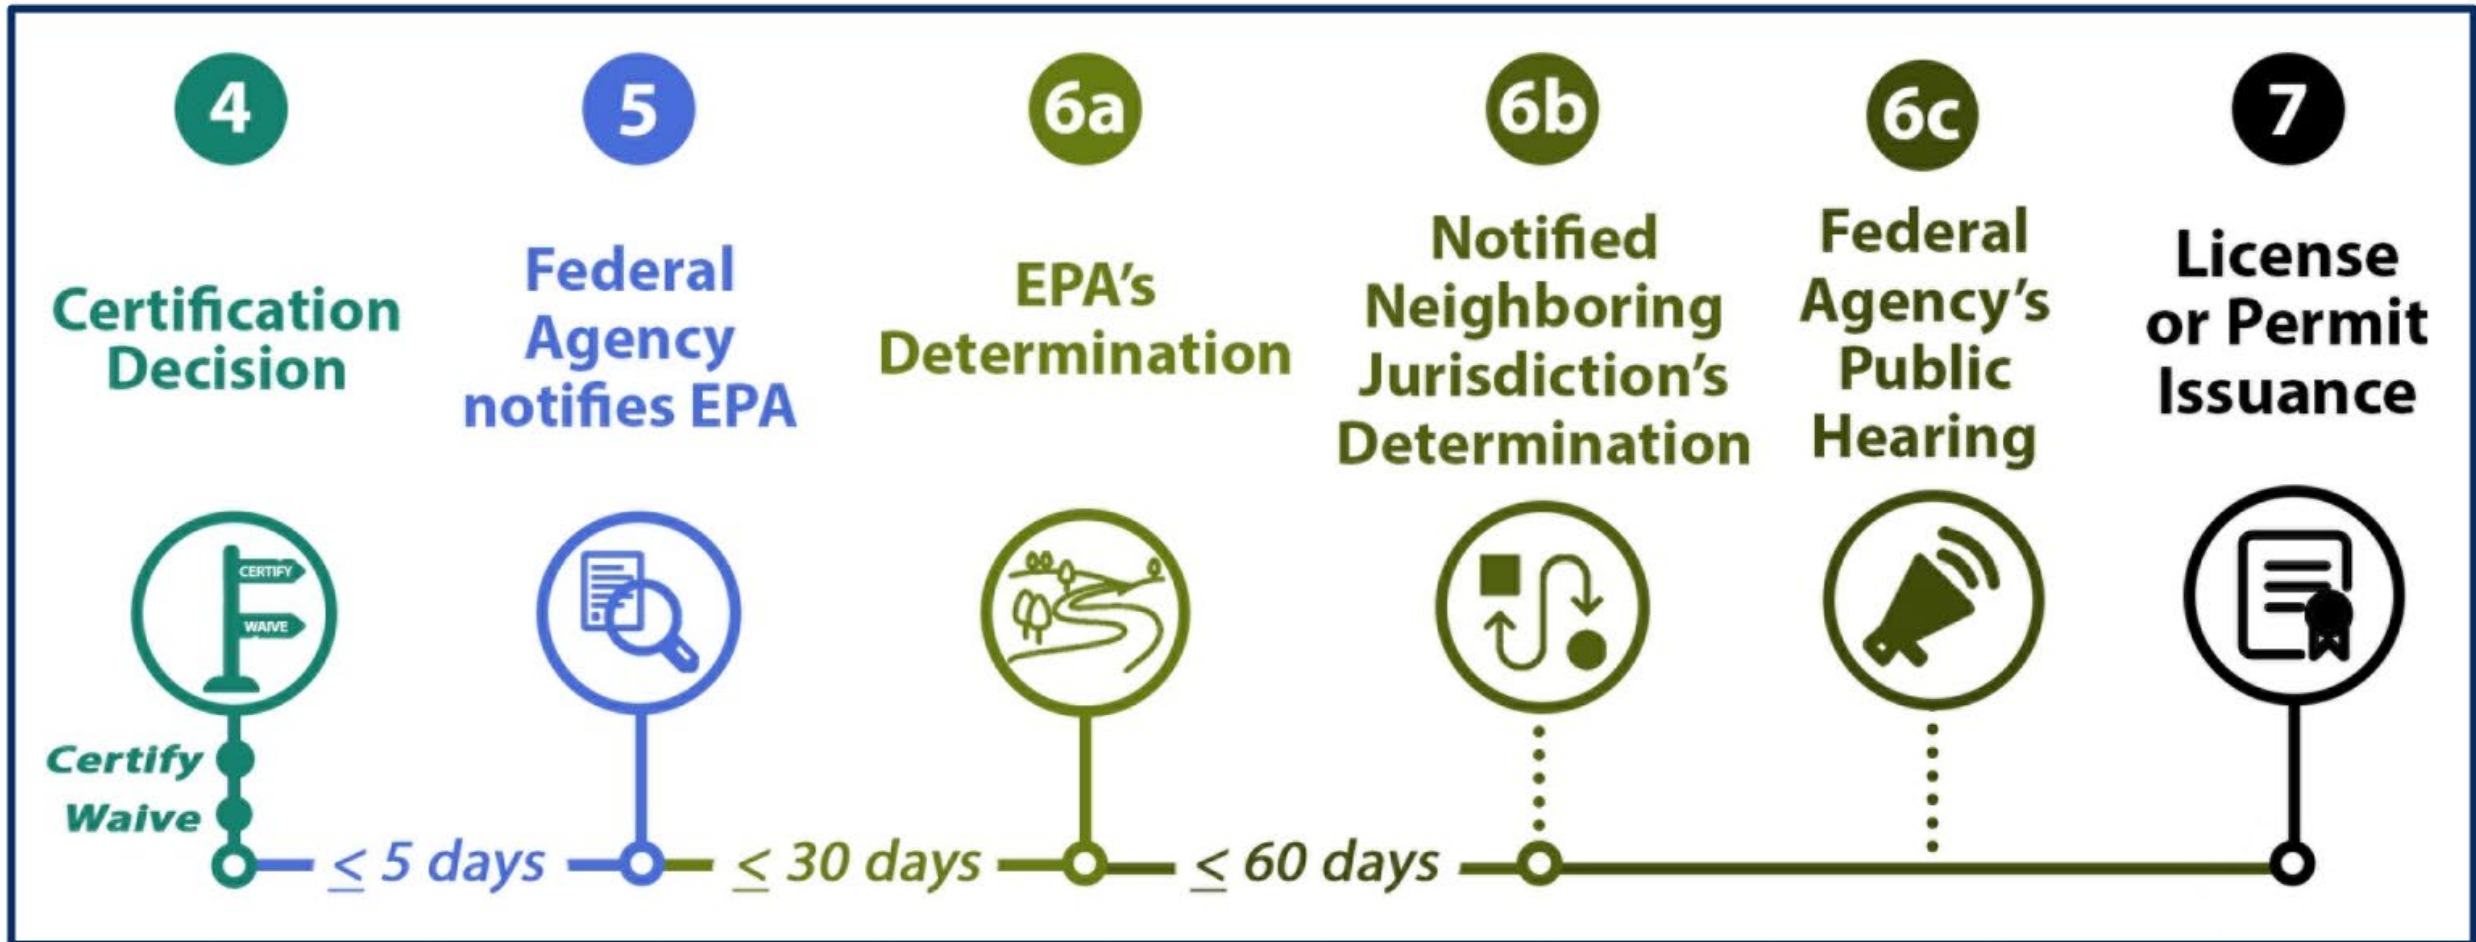 4
Certification
Decision
5
Federal
Agency
notifies EPA
6a
EPA's
Determination
6b
Notified
Neighboring
Jurisdiction's
Determination
6c
Federal
Agency's
Public
Hearing
7
License
or Permit
Issuance
CERTIFY
WAIVE
Certify
Waive
≤ 5 days
≤ 30 days
≤ 60 days